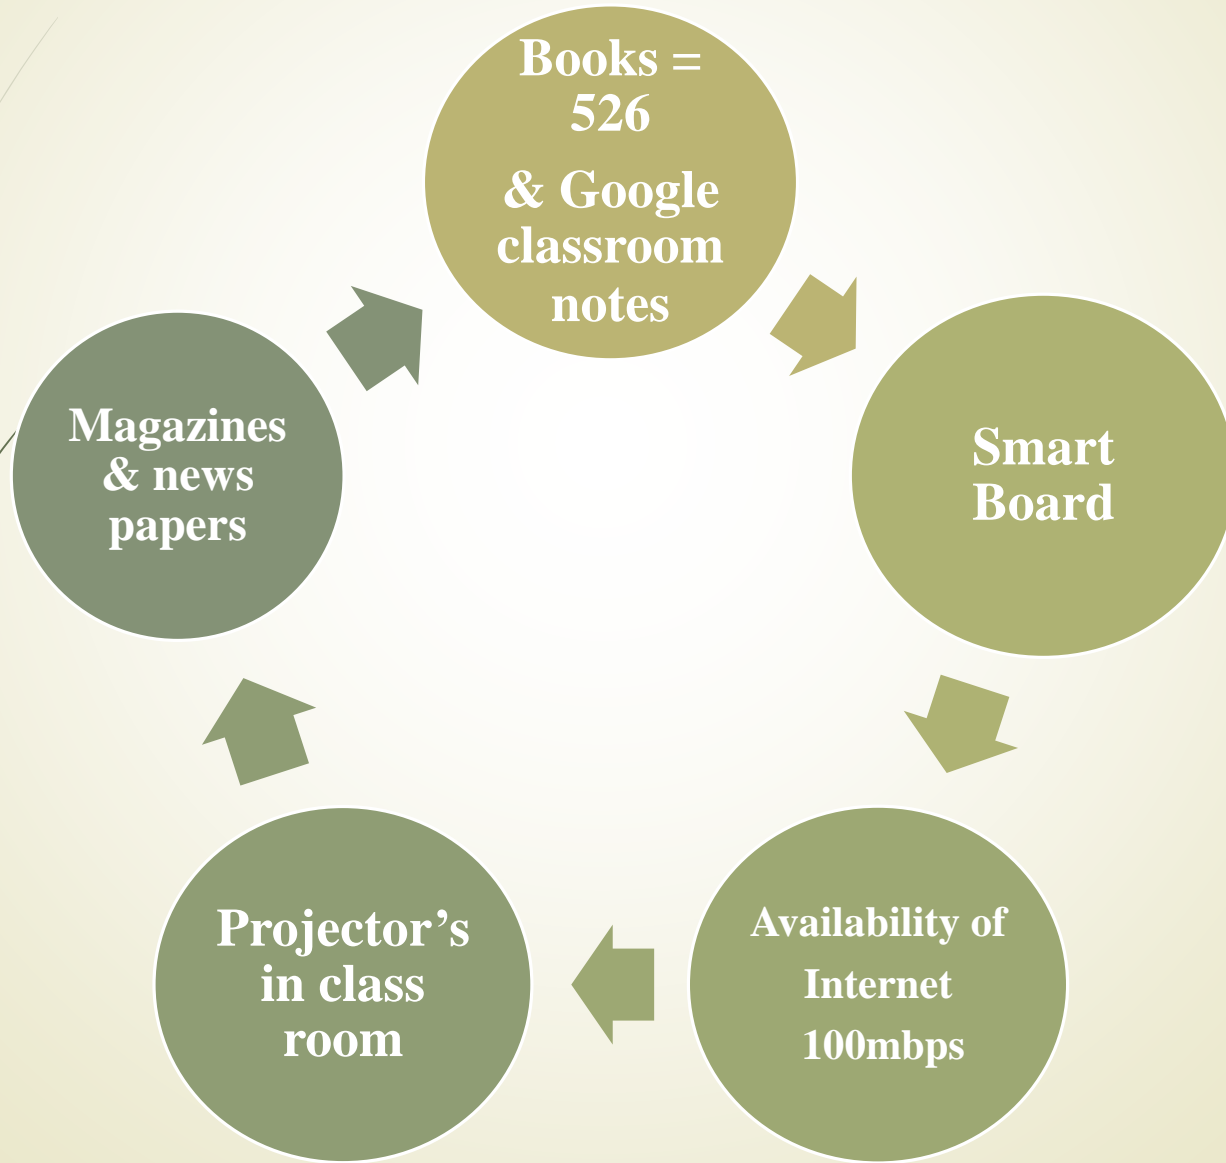 Books =
526
& Google
classroom
notes
Smart
Board
Availability of
Internet
100mbps
Projector’s
in class
room
Magazines
& news
papers